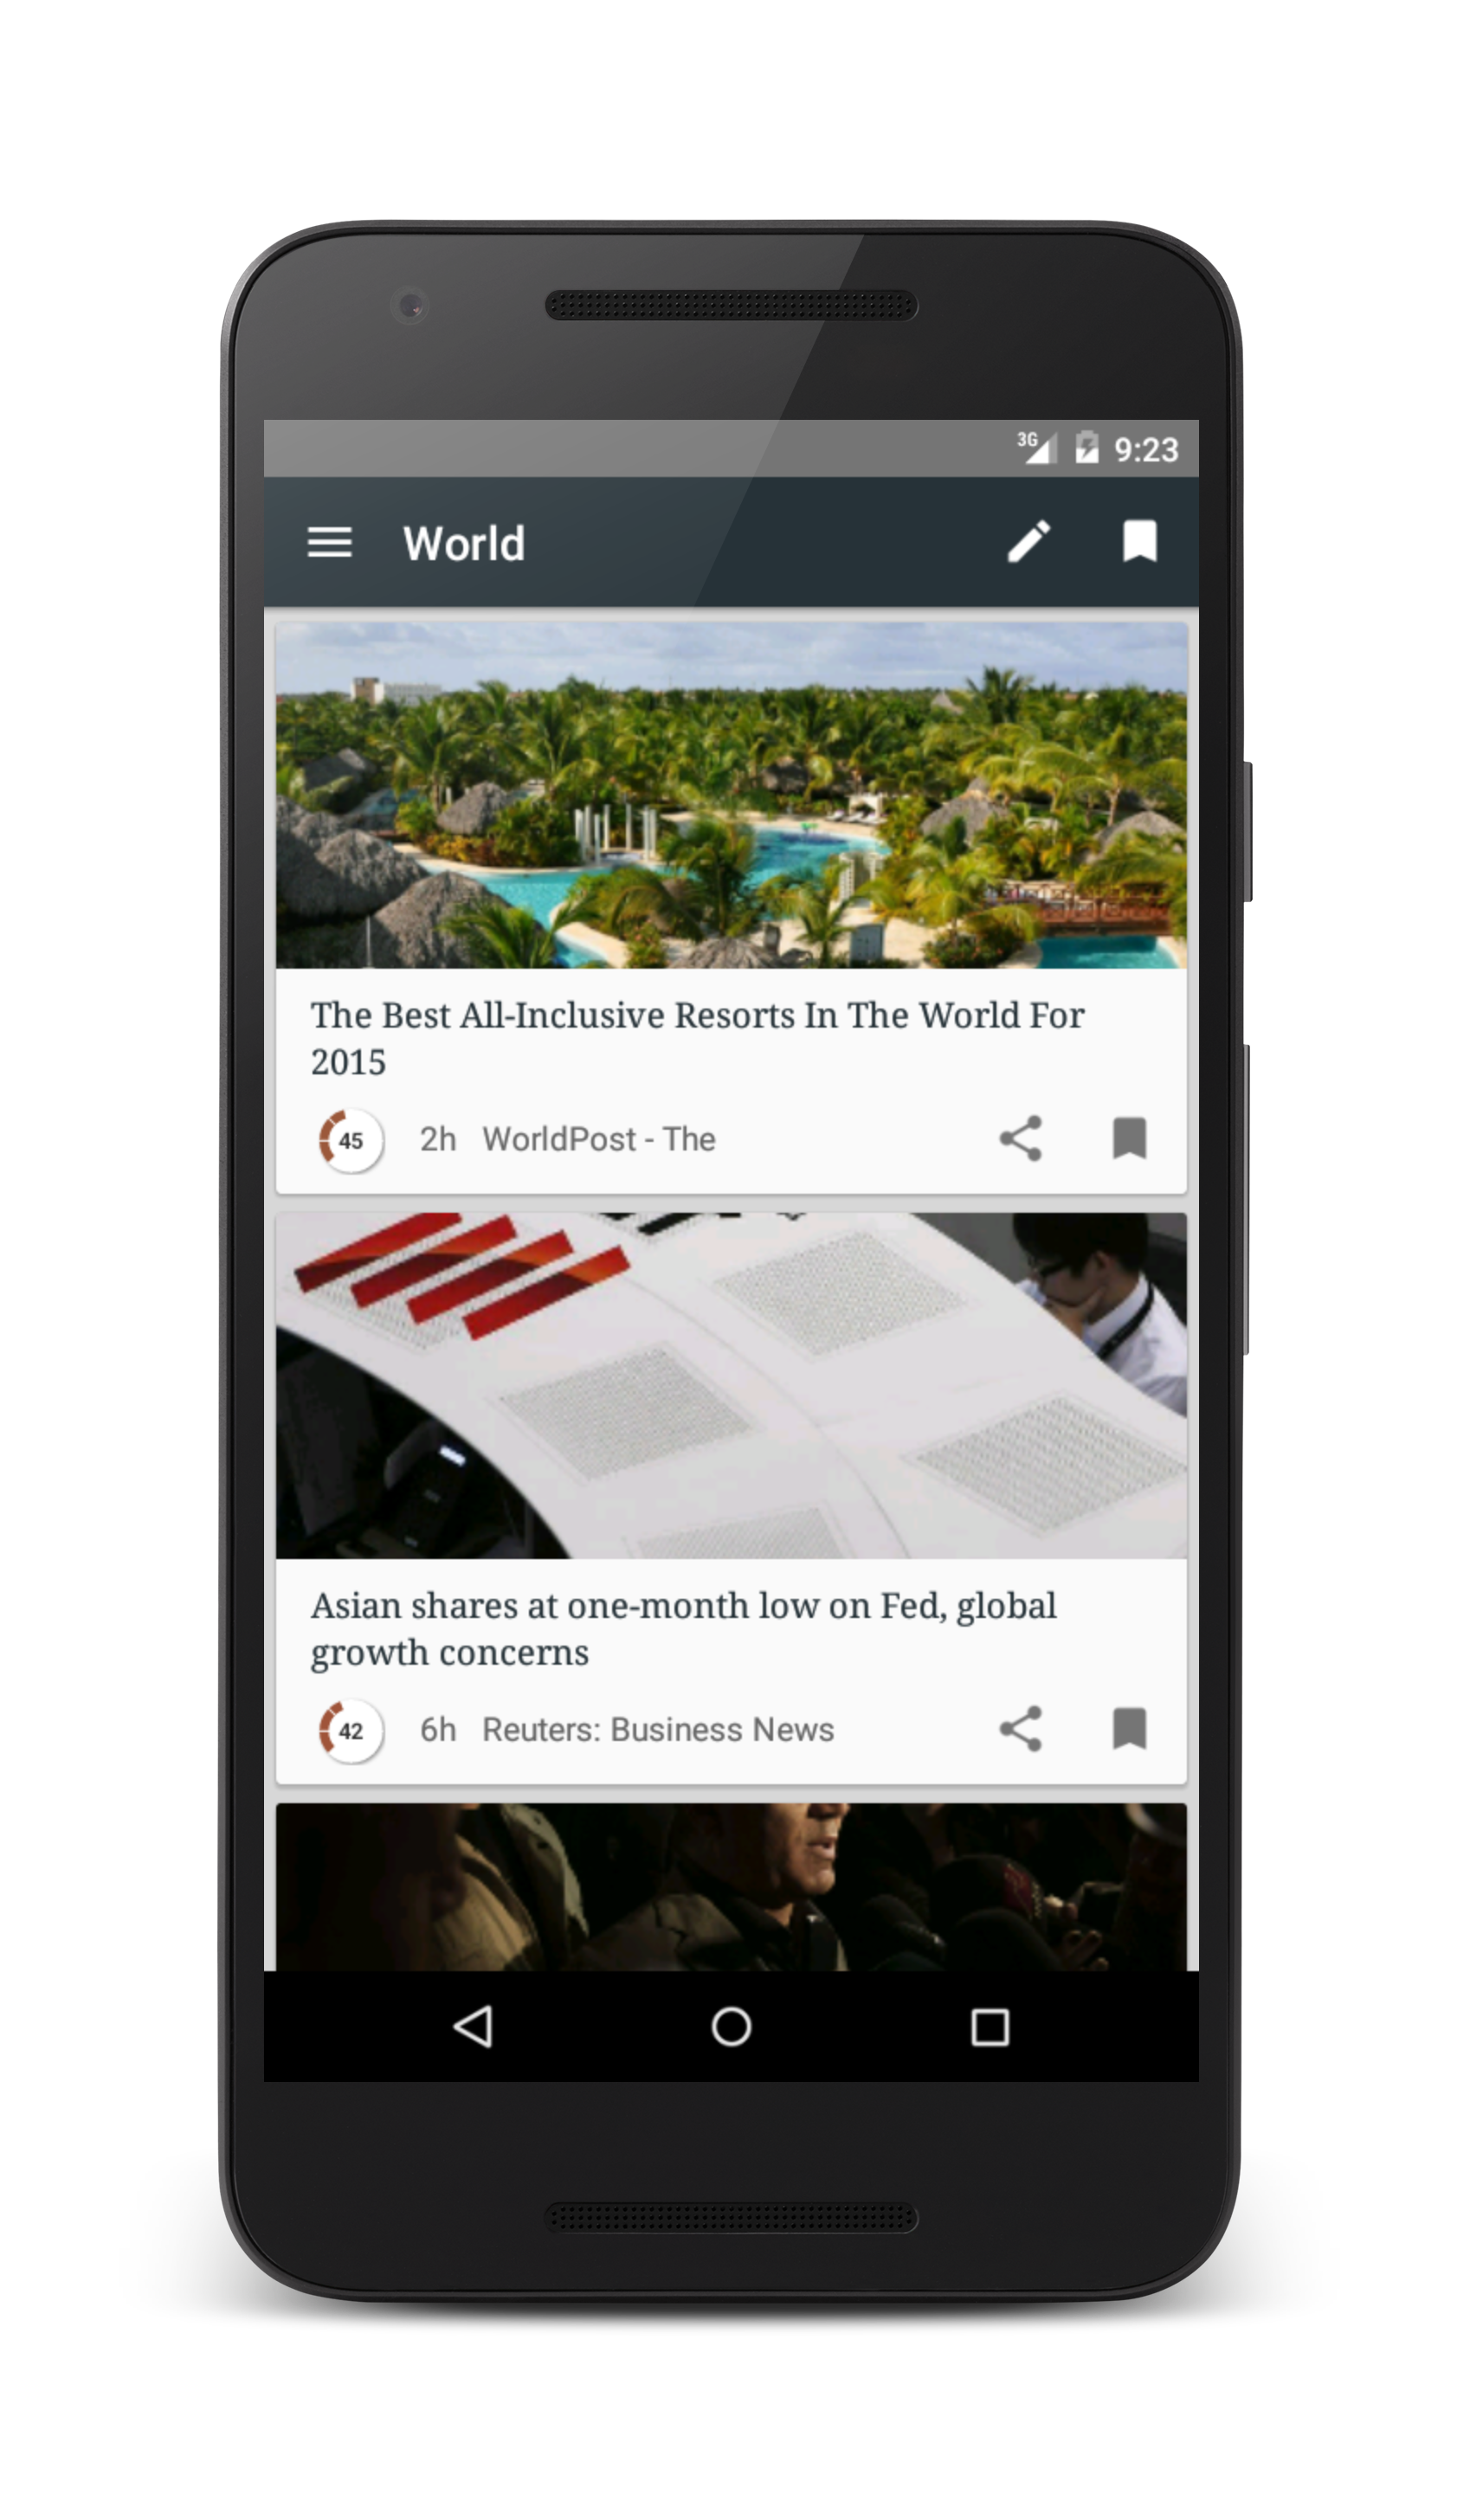 3G 9:23
World
The Best All-Inclusive Resorts In The World For
2015
45 2h WorldPost - The
Asian shares at one-month low on Fed, global
growth concerns
42 6h Reuters: Business News